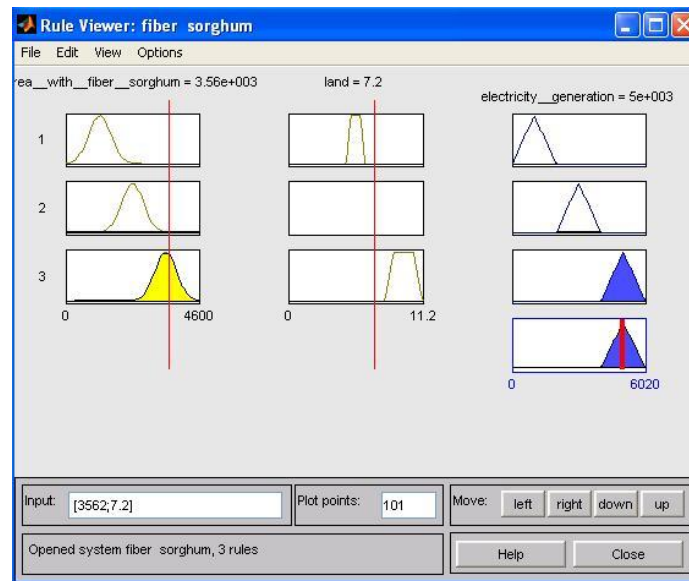 Rule Viewer: fiber sorghum
File Edit View Options
rea__with__fiber__sorghum = 3.56e+003
land = 7.2
electricity__generation = 5e+003
1
2
3
0 4600
0 11.2
0 6020
Input: [3562;7.2]
Plot points: 101
Move: left right down up
Opened system fiber sorghum, 3 rules
Help Close